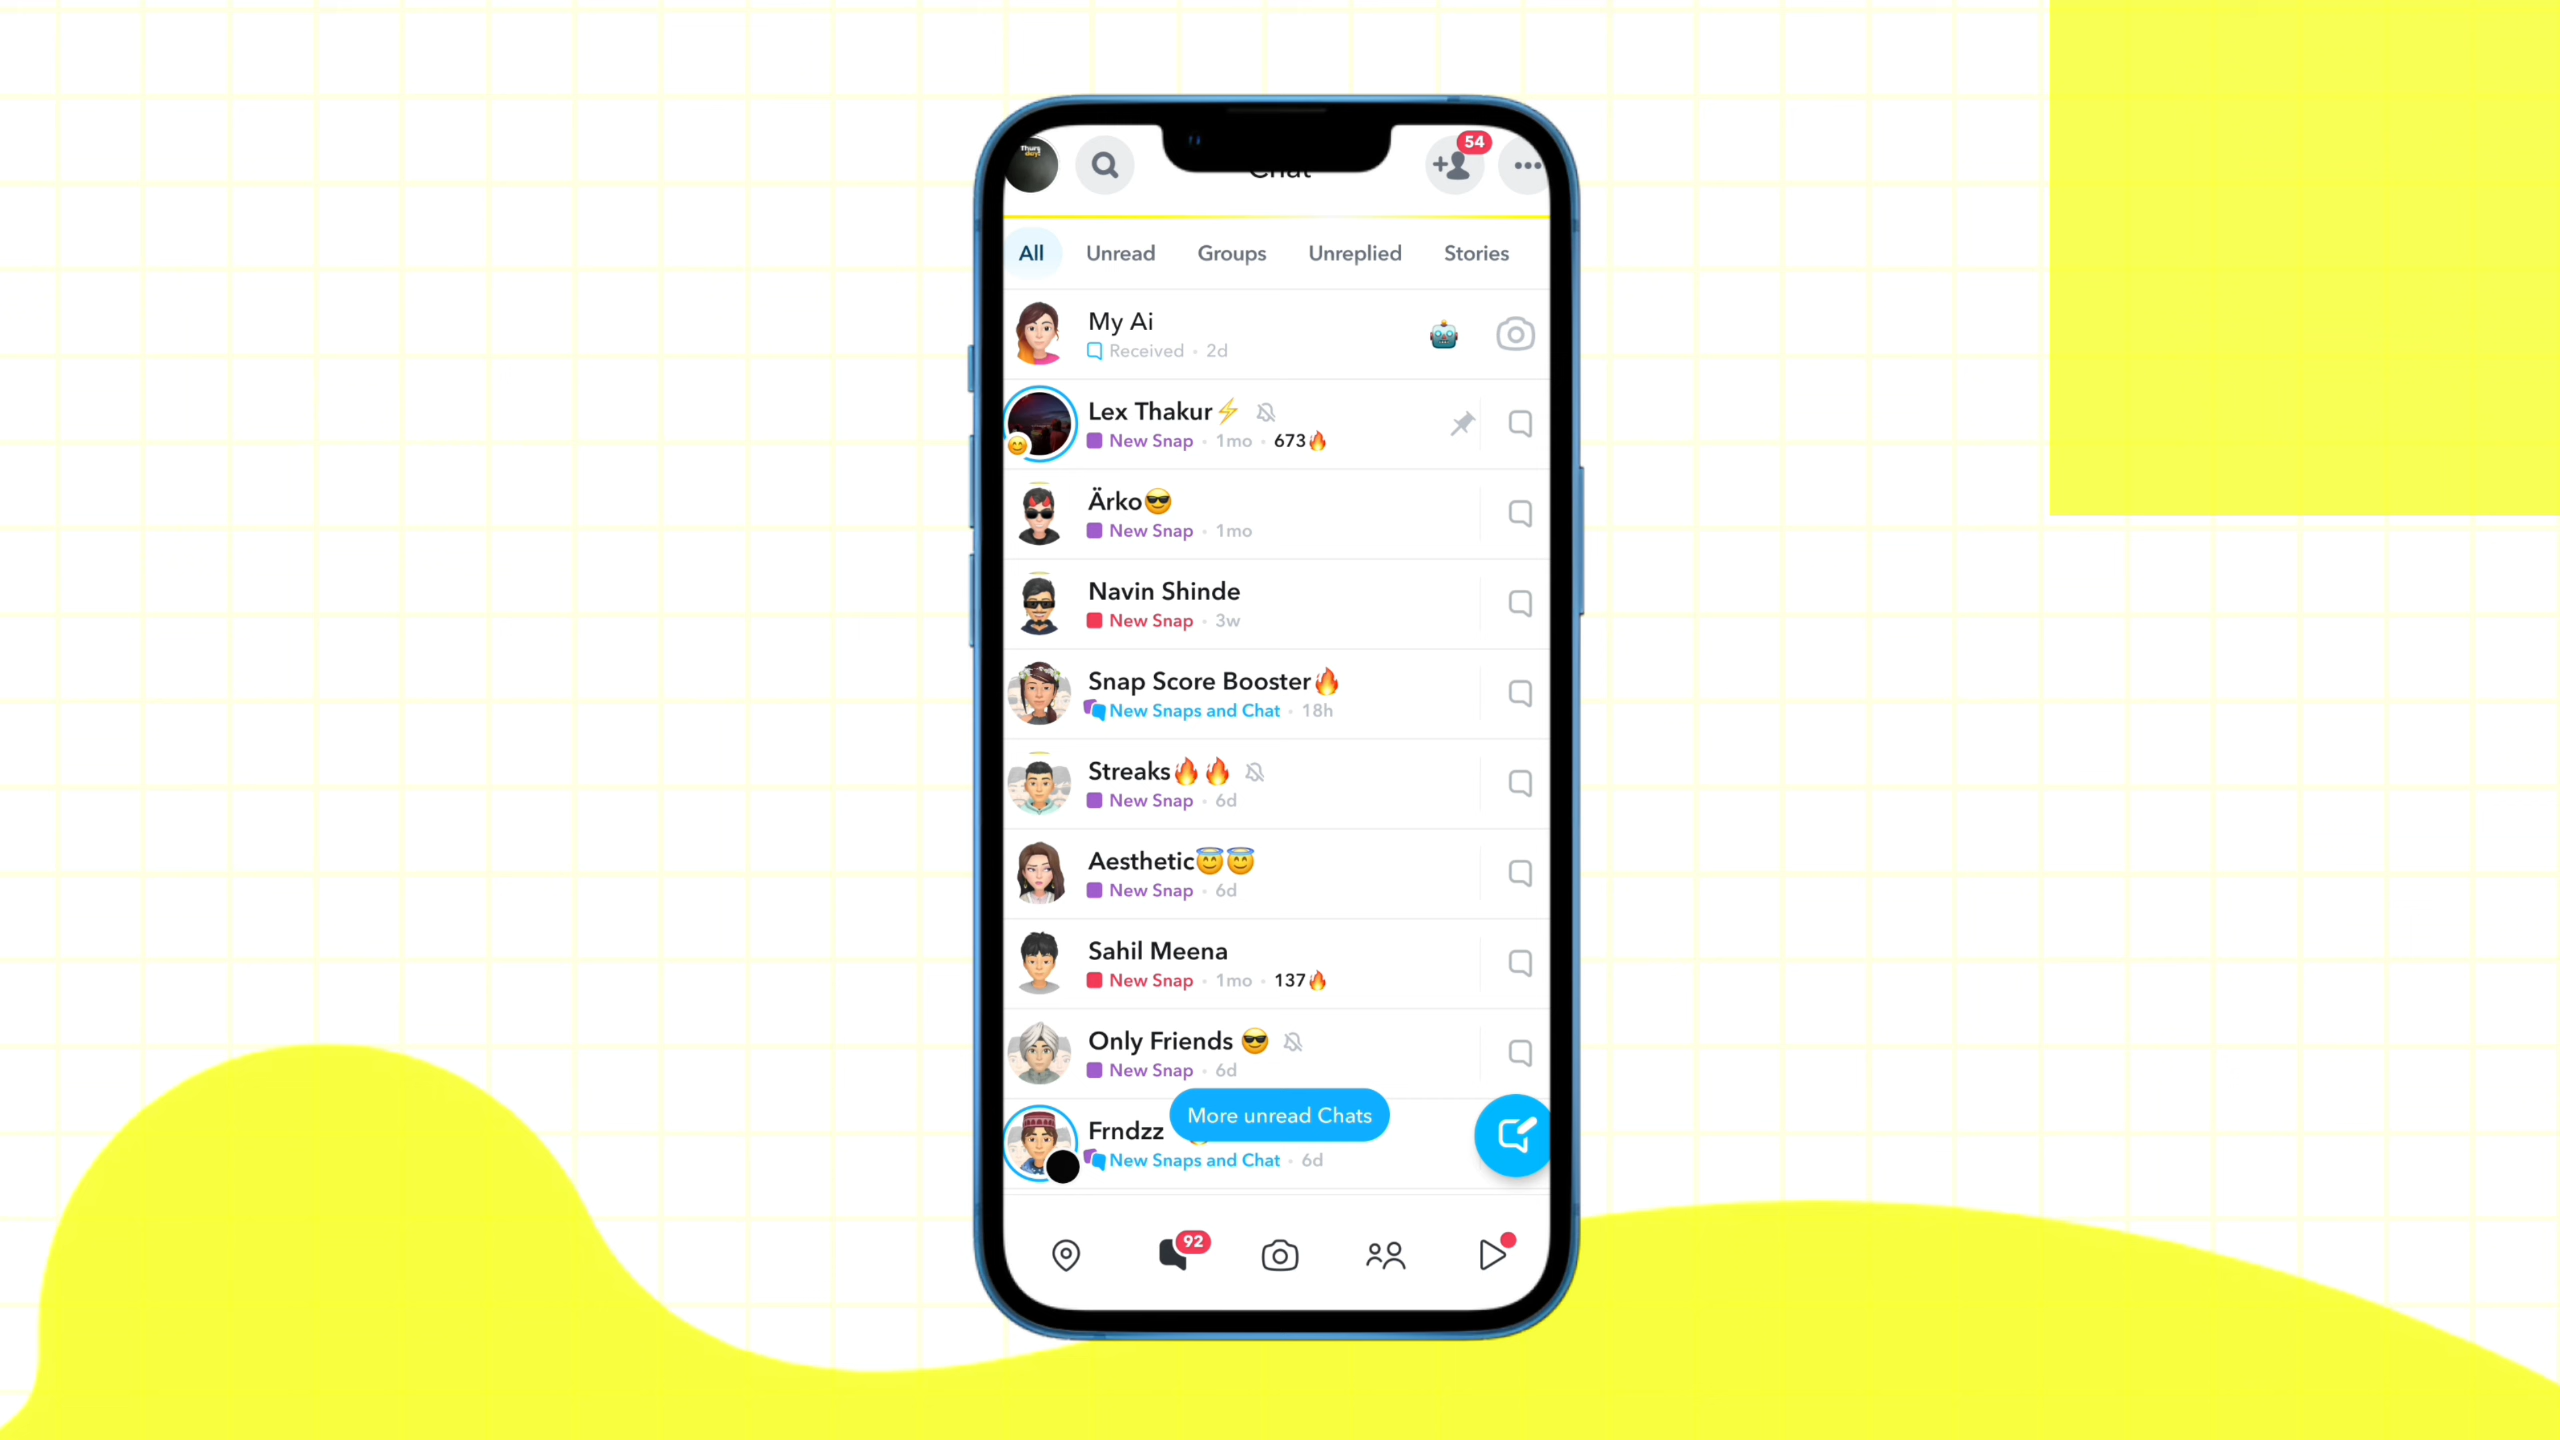 Thurs
day!
54
Chat
All Unread Groups Unreplied Stories
My Ai
Received · 2d
Lex Thakur⚡
New Snap · 1mo · 673🔥
Ärko😎
New Snap · 1mo
Navin Shinde
New Snap · 3w
Snap Score Booster🔥
New Snaps and Chat · 18h
Streaks🔥🔥
New Snap · 6d
Aesthetic😇😇
New Snap · 6d
Sahil Meena
New Snap · 1mo · 137🔥
Only Friends 😎
New Snap · 6d
More unread Chats
Frndzz
New Snaps and Chat · 6d
92